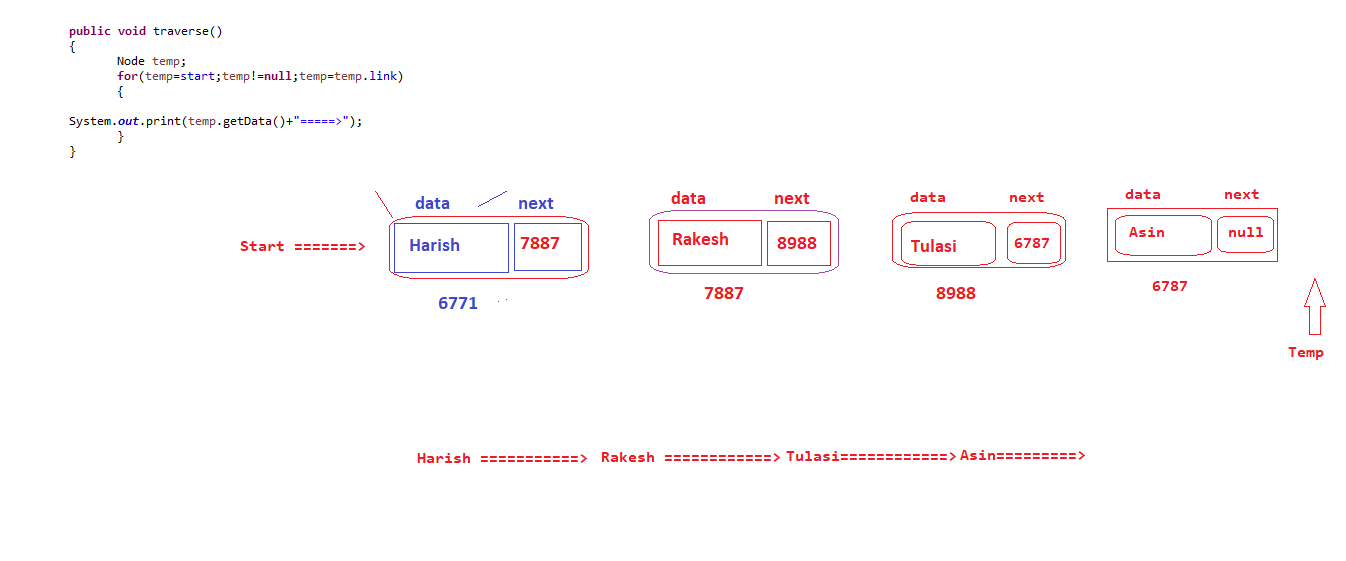 public void traverse()
{
Node temp;
for(temp=start;temp!=null;temp=temp.link)
{
System.out.print(temp.getData()+"=====>");
}
}
data next data next data next data next
Start =======> Harish 7887 Rakesh 8988 Tulasi 6787 Asin null
6771 7887 8988 6787
Temp
Harish ===========> Rakesh ============> Tulasi============> Asin=========>